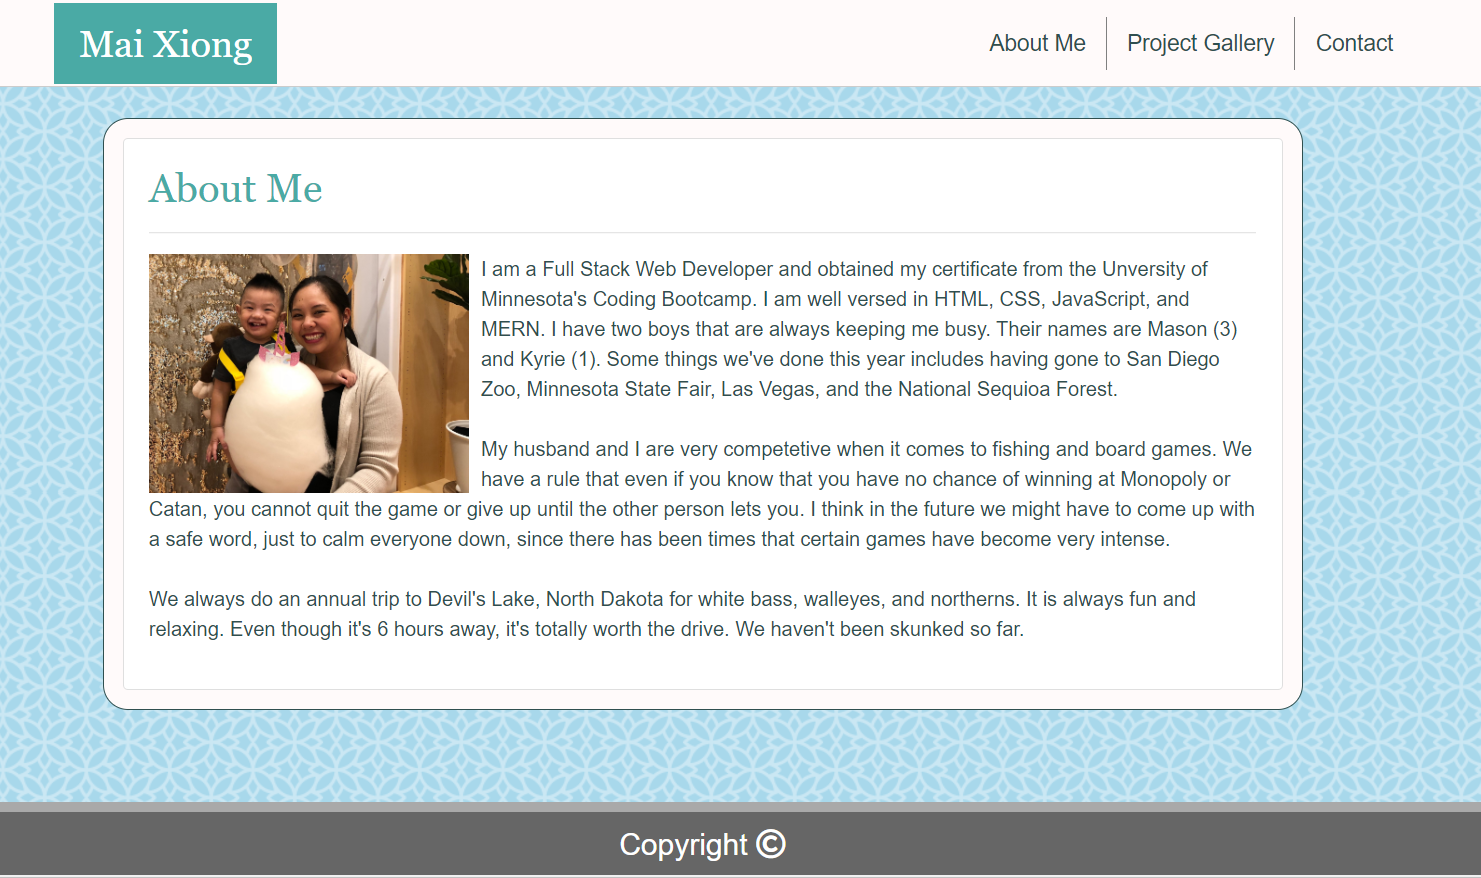 Mai Xiong
About Me
Project Gallery
Contact
About Me
I am a Full Stack Web Developer and obtained my certificate from the Unversity of
Minnesota's Coding Bootcamp. I am well versed in HTML, CSS, JavaScript, and
MERN. I have two boys that are always keeping me busy. Their names are Mason (3)
and Kyrie (1). Some things we've done this year includes having gone to San Diego
Zoo, Minnesota State Fair, Las Vegas, and the National Sequioa Forest.
My husband and I are very competetive when it comes to fishing and board games. We
have a rule that even if you know that you have no chance of winning at Monopoly or
Catan, you cannot quit the game or give up until the other person lets you. I think in the future we might have to come up with
a safe word, just to calm everyone down, since there has been times that certain games have become very intense.
We always do an annual trip to Devil's Lake, North Dakota for white bass, walleyes, and northerns. It is always fun and
relaxing. Even though it's 6 hours away, it's totally worth the drive. We haven't been skunked so far.
Copyright ©